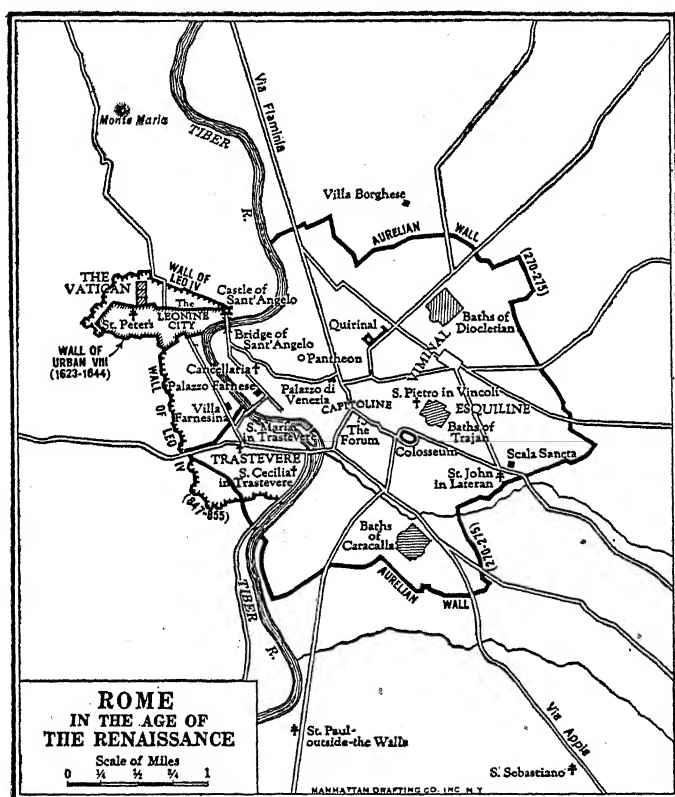 Monte Maria
TIBER
R.
Via Flaminia
Villa Borghese
AURELIAN
WALL
(270-275)
WALL OF
LEO IV
THE
VATICAN
Castle of
Sant'Angelo
The
LEONINE
CITY
St. Peter's
Baths of
Diocletian
Quirinal
Bridge of
Sant'Angelo
WALL OF
URBAN VIII
(1623-1644)
Pantheon
VIMINAL
Cancellaria
Palazzo Farnese
Palazzo di
Venezia
S. Pietro in Vincoli
ESQUILINE
WALL OF LEO IV
Villa
Farnesina
CAPITOLINE
Baths of
Trajan
S. Maria
in Trastevere
The
Forum
Colosseum
Scala Sancta
TRASTEVERE
S. Cecilia
in Trastevere
St. John
in Lateran
(847-855)
Baths
of
Caracalla
(270-275)
AURELIAN
WALL
TIBER
R.
ROME
IN THE AGE OF
THE RENAISSANCE
Scale of Miles
0 ¼ ½ ¾ 1
St. Paul-
outside-the Walls
Via Appia
S. Sebastiano
MANHATTAN DRAFTING CO. INC. N.Y.